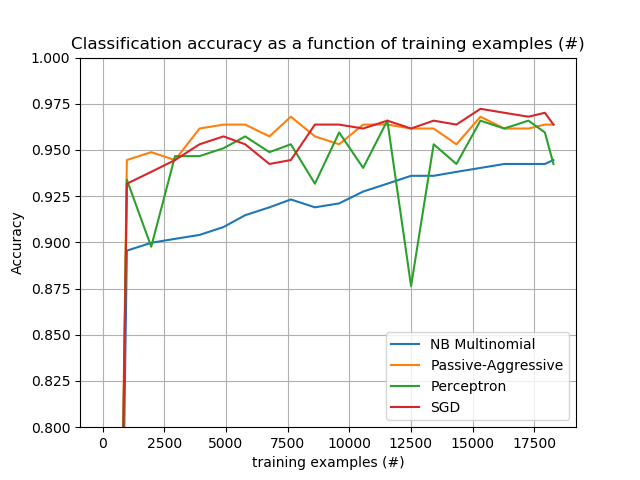 Classification accuracy as a function of training examples (#)
1.000
0.975
0.950
0.925
0.900
0.875
0.850
0.825
0.800
Accuracy
NB Multinomial
Passive-Aggressive
Perceptron
SGD
0 2500 5000 7500 10000 12500 15000 17500
training examples (#)